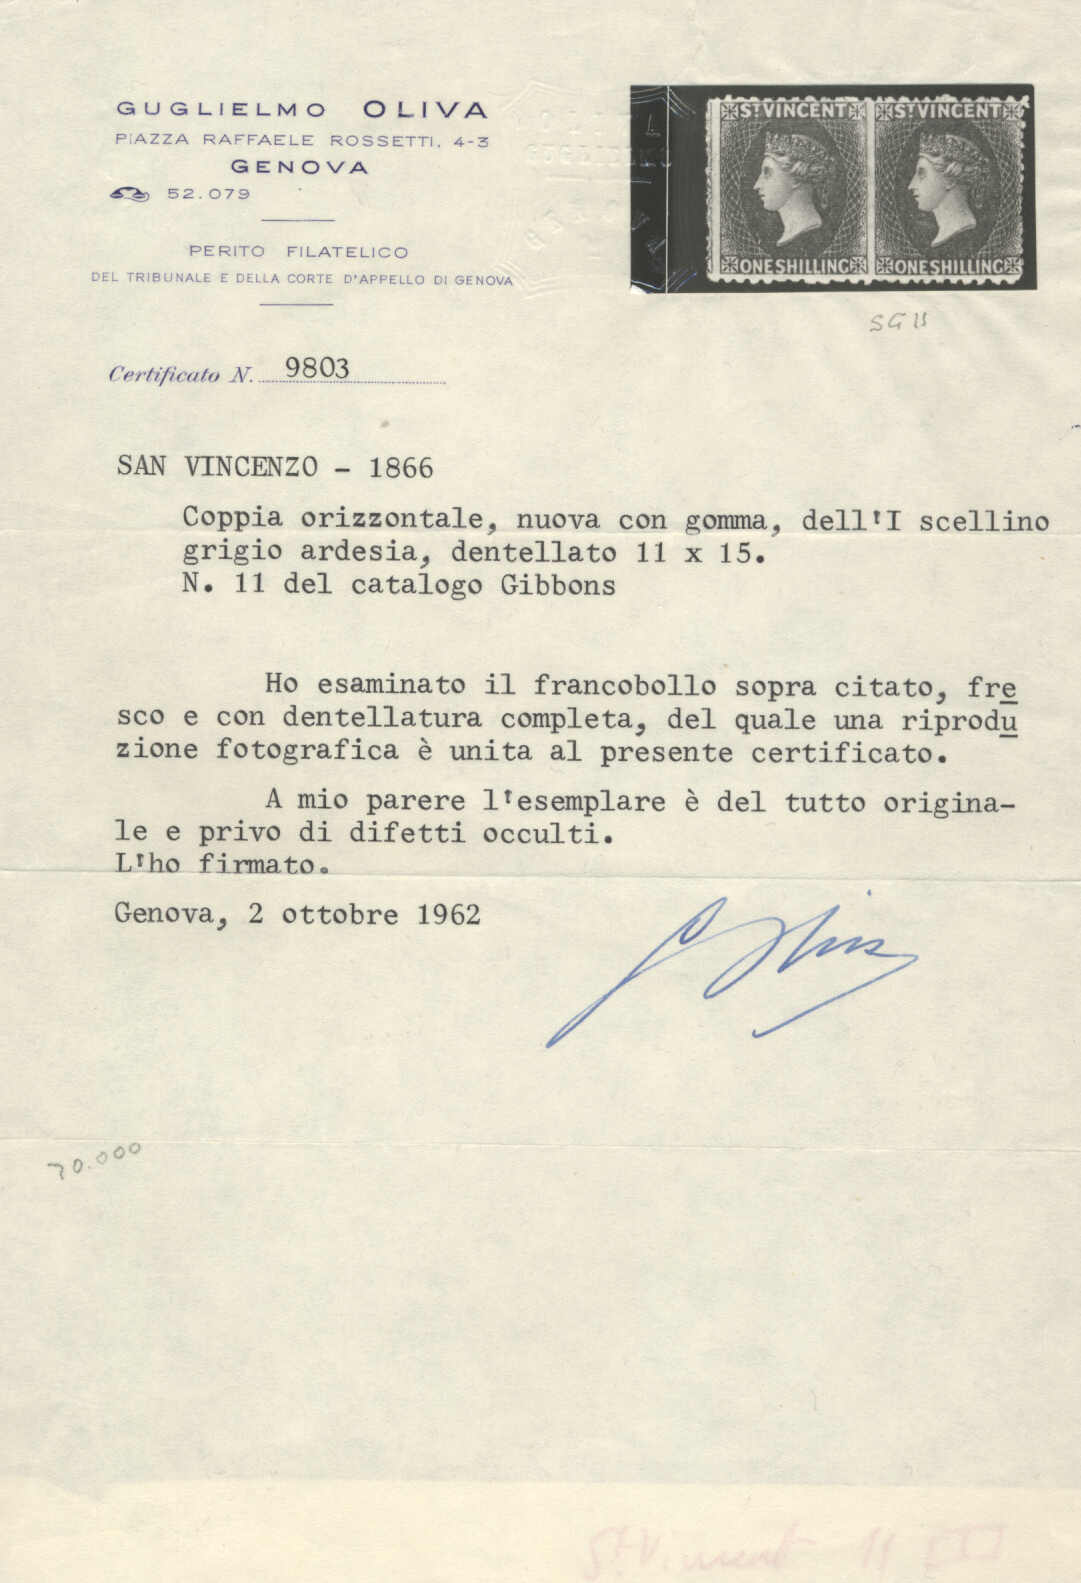 GUGLIELMO OLIVA
PIAZZA RAFFAELE ROSSETTI, 4-3
GENOVA
52.079
PERITO FILATELICO
DEL TRIBUNALE E DELLA CORTE D'APPELLO DI GENOVA
ST VINCENT ST VINCENT
ONE SHILLING ONE SHILLING
SG 11
Certificato N. 9803
SAN VINCENZO - 1866
Coppia orizzontale, nuova con gomma, dell'I scellino
grigio ardesia, dentellato 11 x 15.
N. 11 del catalogo Gibbons
Ho esaminato il francobollo sopra citato, fre
sco e con dentellatura completa, del quale una riprodu
zione fotografica è unita al presente certificato.
A mio parere l'esemplare è del tutto origina-
le e privo di difetti occulti.
L'ho firmato.
Genova, 2 ottobre 1962
G Oliva
70.000
St. Vincent 11